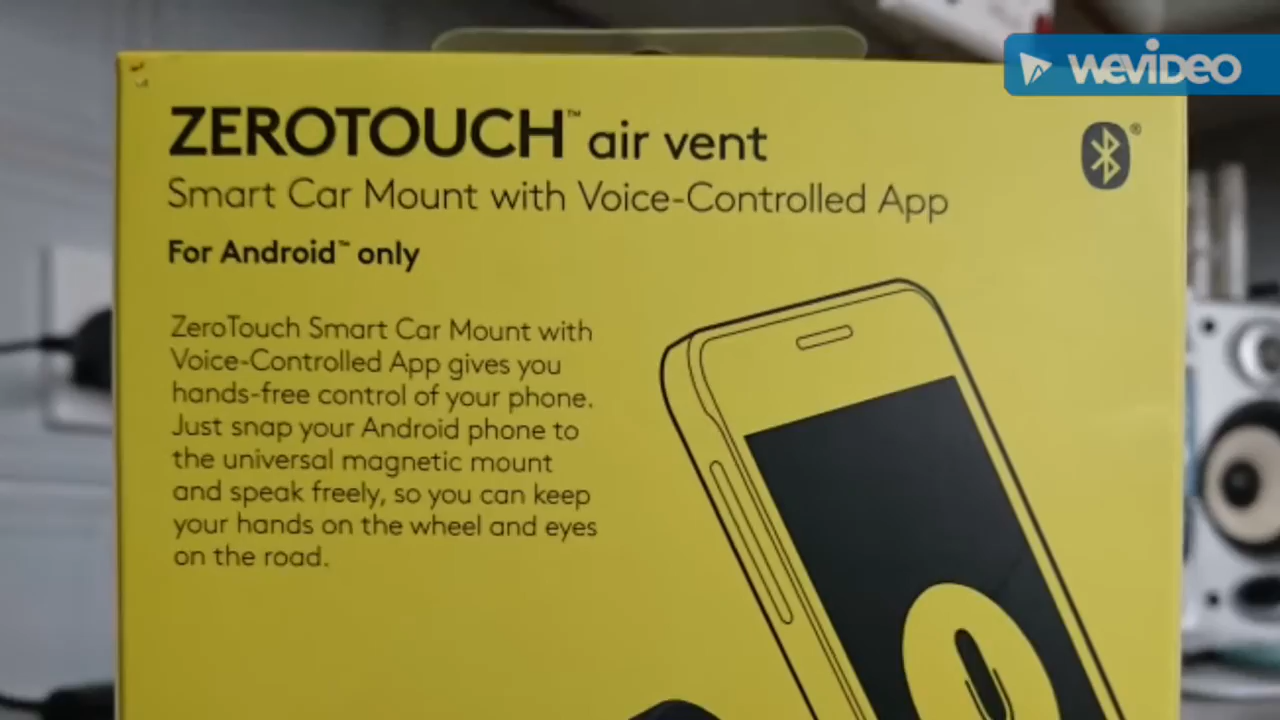 WEVIDEO
ZEROTOUCH™ air vent
Smart Car Mount with Voice-Controlled App
For Android™ only
ZeroTouch Smart Car Mount with
Voice-Controlled App gives you
hands-free control of your phone.
Just snap your Android phone to
the universal magnetic mount
and speak freely, so you can keep
your hands on the wheel and eyes
on the road.